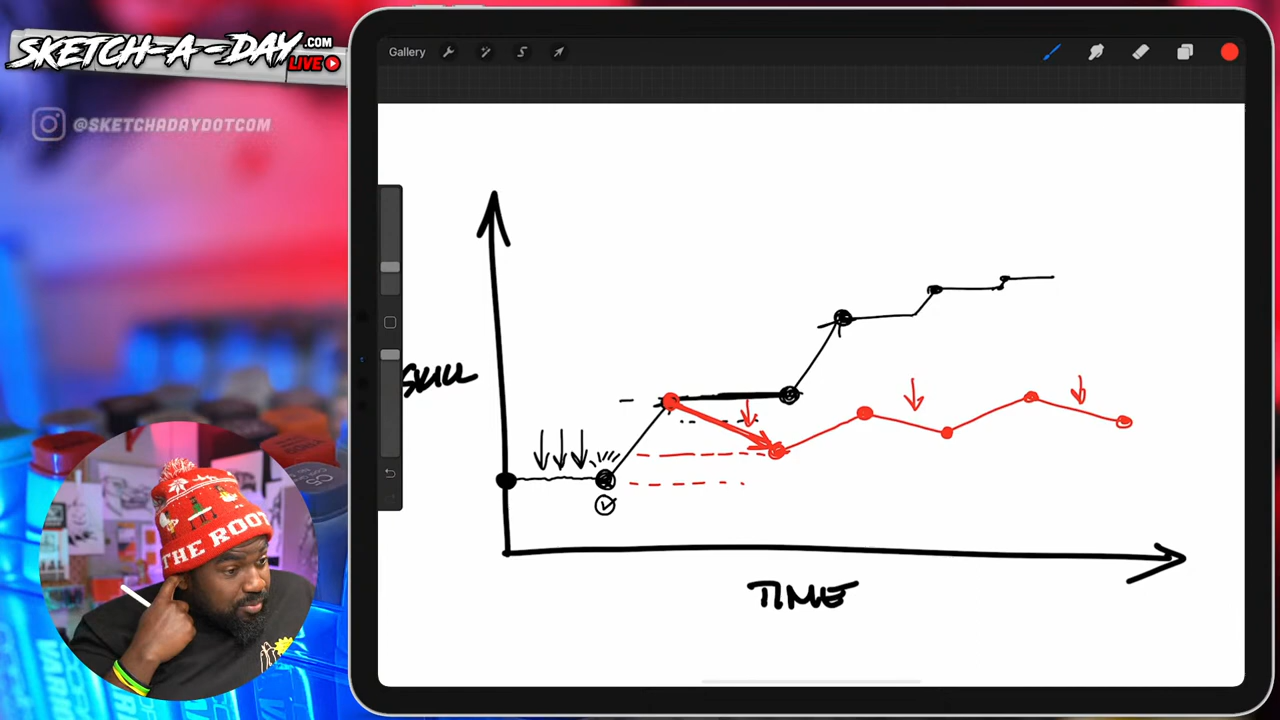 SKETCH-A-DAY.COM
LIVE
@SKETCHADAYDOTCOM
Gallery
SKILL
TIME
THE ROOT